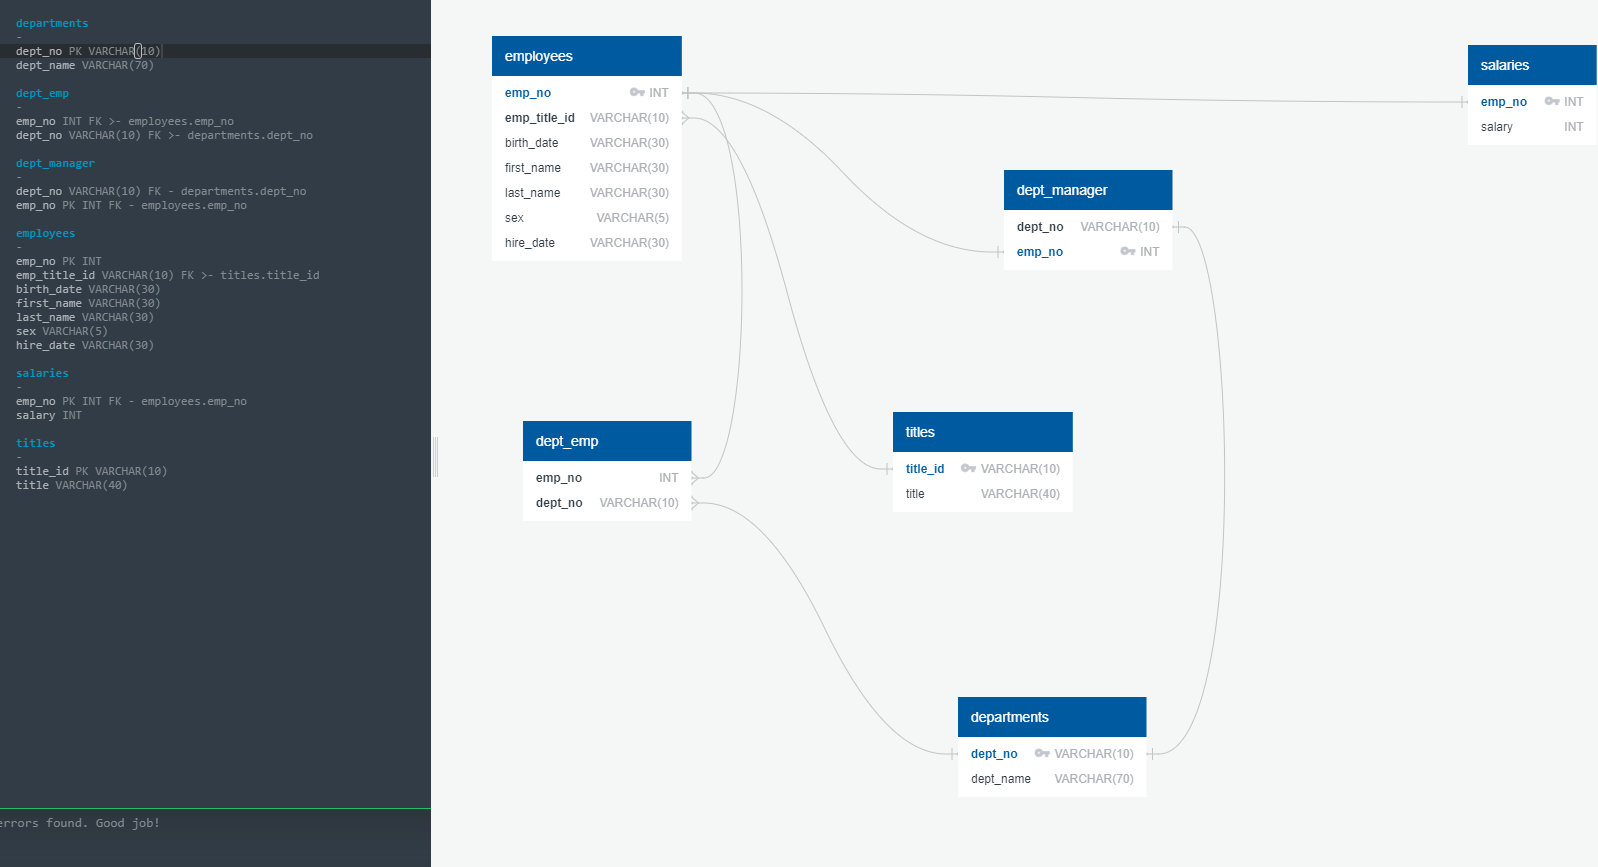 departments
-
dept_no PK VARCHAR(10)
dept_name VARCHAR(70)
dept_emp
-
emp_no INT FK >- employees.emp_no
dept_no VARCHAR(10) FK >- departments.dept_no
dept_manager
-
dept_no VARCHAR(10) FK - departments.dept_no
emp_no PK INT FK - employees.emp_no
employees
-
emp_no PK INT
emp_title_id VARCHAR(10) FK >- titles.title_id
birth_date VARCHAR(30)
first_name VARCHAR(30)
last_name VARCHAR(30)
sex VARCHAR(5)
hire_date VARCHAR(30)
salaries
-
emp_no PK INT FK - employees.emp_no
salary INT
titles
-
title_id PK VARCHAR(10)
title VARCHAR(40)
errors found. Good job!
employees
emp_no INT
emp_title_id VARCHAR(10)
birth_date VARCHAR(30)
first_name VARCHAR(30)
last_name VARCHAR(30)
sex VARCHAR(5)
hire_date VARCHAR(30)
salaries
emp_no INT
salary INT
dept_manager
dept_no VARCHAR(10)
emp_no INT
dept_emp
emp_no INT
dept_no VARCHAR(10)
titles
title_id VARCHAR(10)
title VARCHAR(40)
departments
dept_no VARCHAR(10)
dept_name VARCHAR(70)